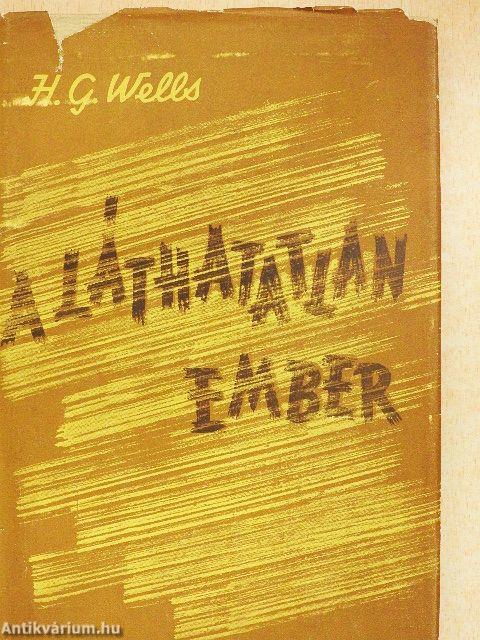 H. G. Wells
A LÁTHATATLAN
EMBER
Antikvárium.hu